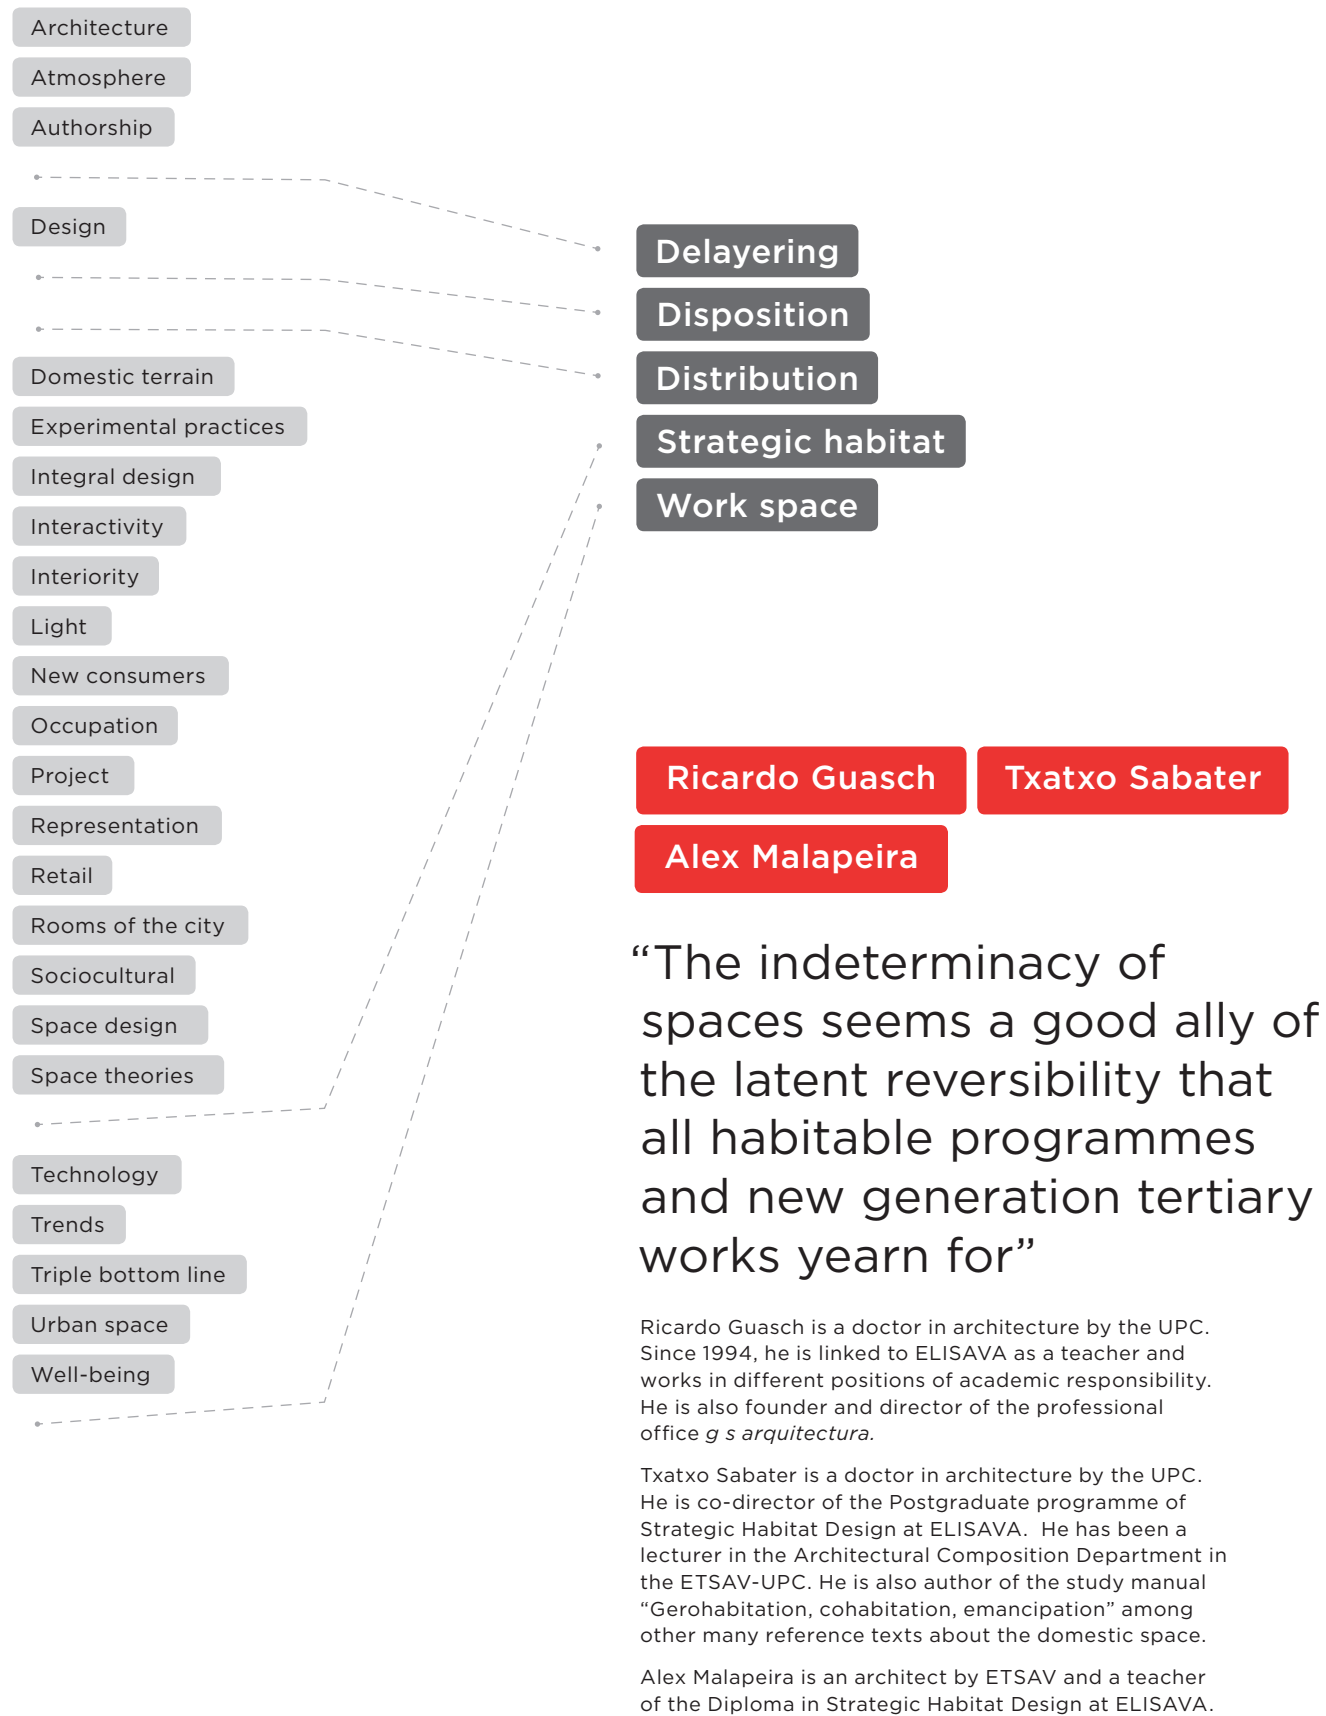 Architecture
Atmosphere
Authorship
Design
Domestic terrain
Experimental practices
Integral design
Interactivity
Interiority
Light
New consumers
Occupation
Project
Representation
Retail
Rooms of the city
Sociocultural
Space design
Space theories
Technology
Trends
Triple bottom line
Urban space
Well-being
Delayering
Disposition
Distribution
Strategic habitat
Work space
Ricardo Guasch
Txatxo Sabater
Alex Malapeira
“The indeterminacy of
spaces seems a good ally of
the latent reversibility that
all habitable programmes
and new generation tertiary
works yearn for”
Ricardo Guasch is a doctor in architecture by the UPC.
Since 1994, he is linked to ELISAVA as a teacher and
works in different positions of academic responsibility.
He is also founder and director of the professional
office g s arquitectura.
Txatxo Sabater is a doctor in architecture by the UPC.
He is co-director of the Postgraduate programme of
Strategic Habitat Design at ELISAVA. He has been a
lecturer in the Architectural Composition Department in
the ETSAV-UPC. He is also author of the study manual
“Gerohabitation, cohabitation, emancipation” among
other many reference texts about the domestic space.
Alex Malapeira is an architect by ETSAV and a teacher
of the Diploma in Strategic Habitat Design at ELISAVA.